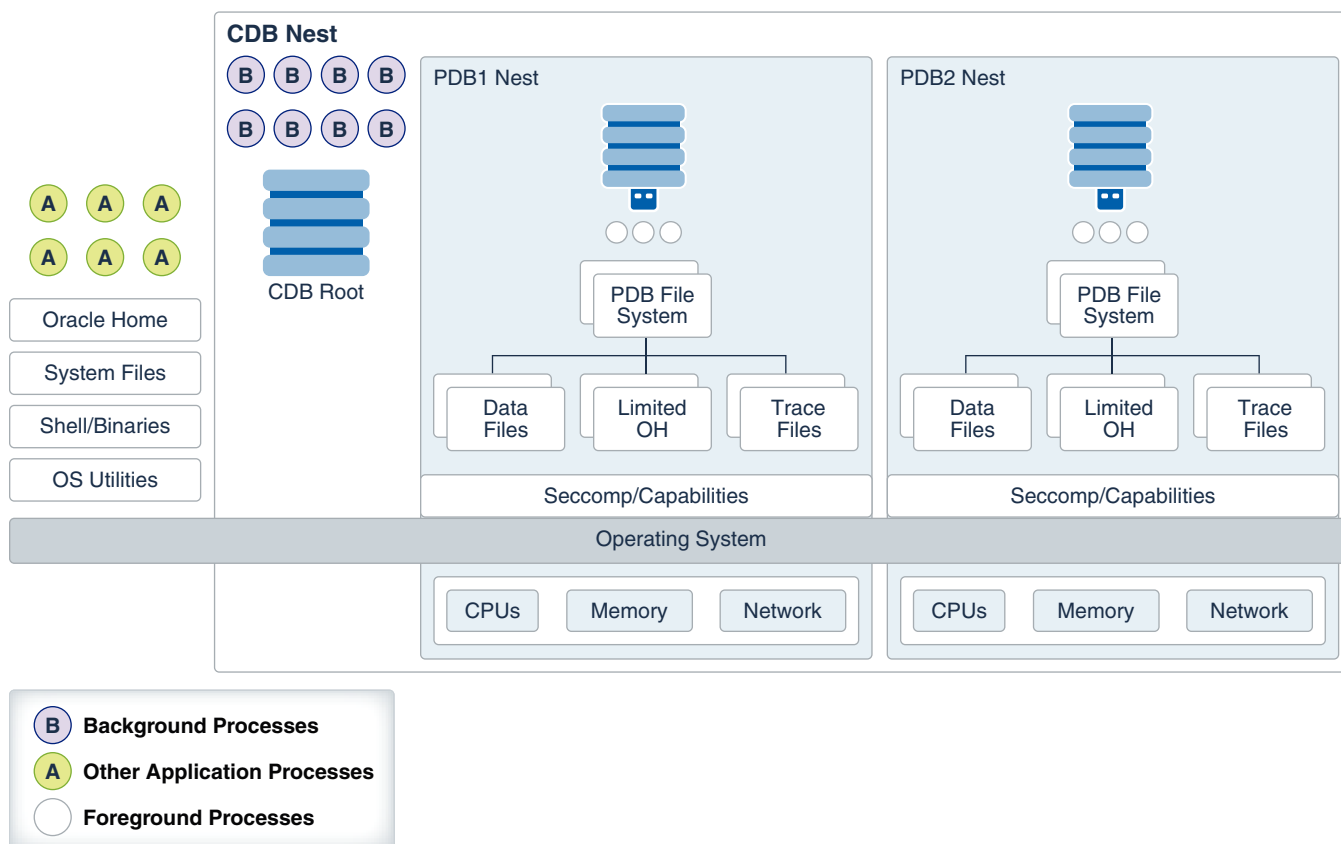 CDB Nest
B B B B
B B B B
CDB Root
A A A
A A A
Oracle Home
System Files
Shell/Binaries
OS Utilities
PDB1 Nest
PDB File
System
Data
Files
Limited
OH
Trace
Files
Seccomp/Capabilities
PDB2 Nest
PDB File
System
Data
Files
Limited
OH
Trace
Files
Seccomp/Capabilities
Operating System
CPUs Memory Network
CPUs Memory Network
B Background Processes
A Other Application Processes
Foreground Processes